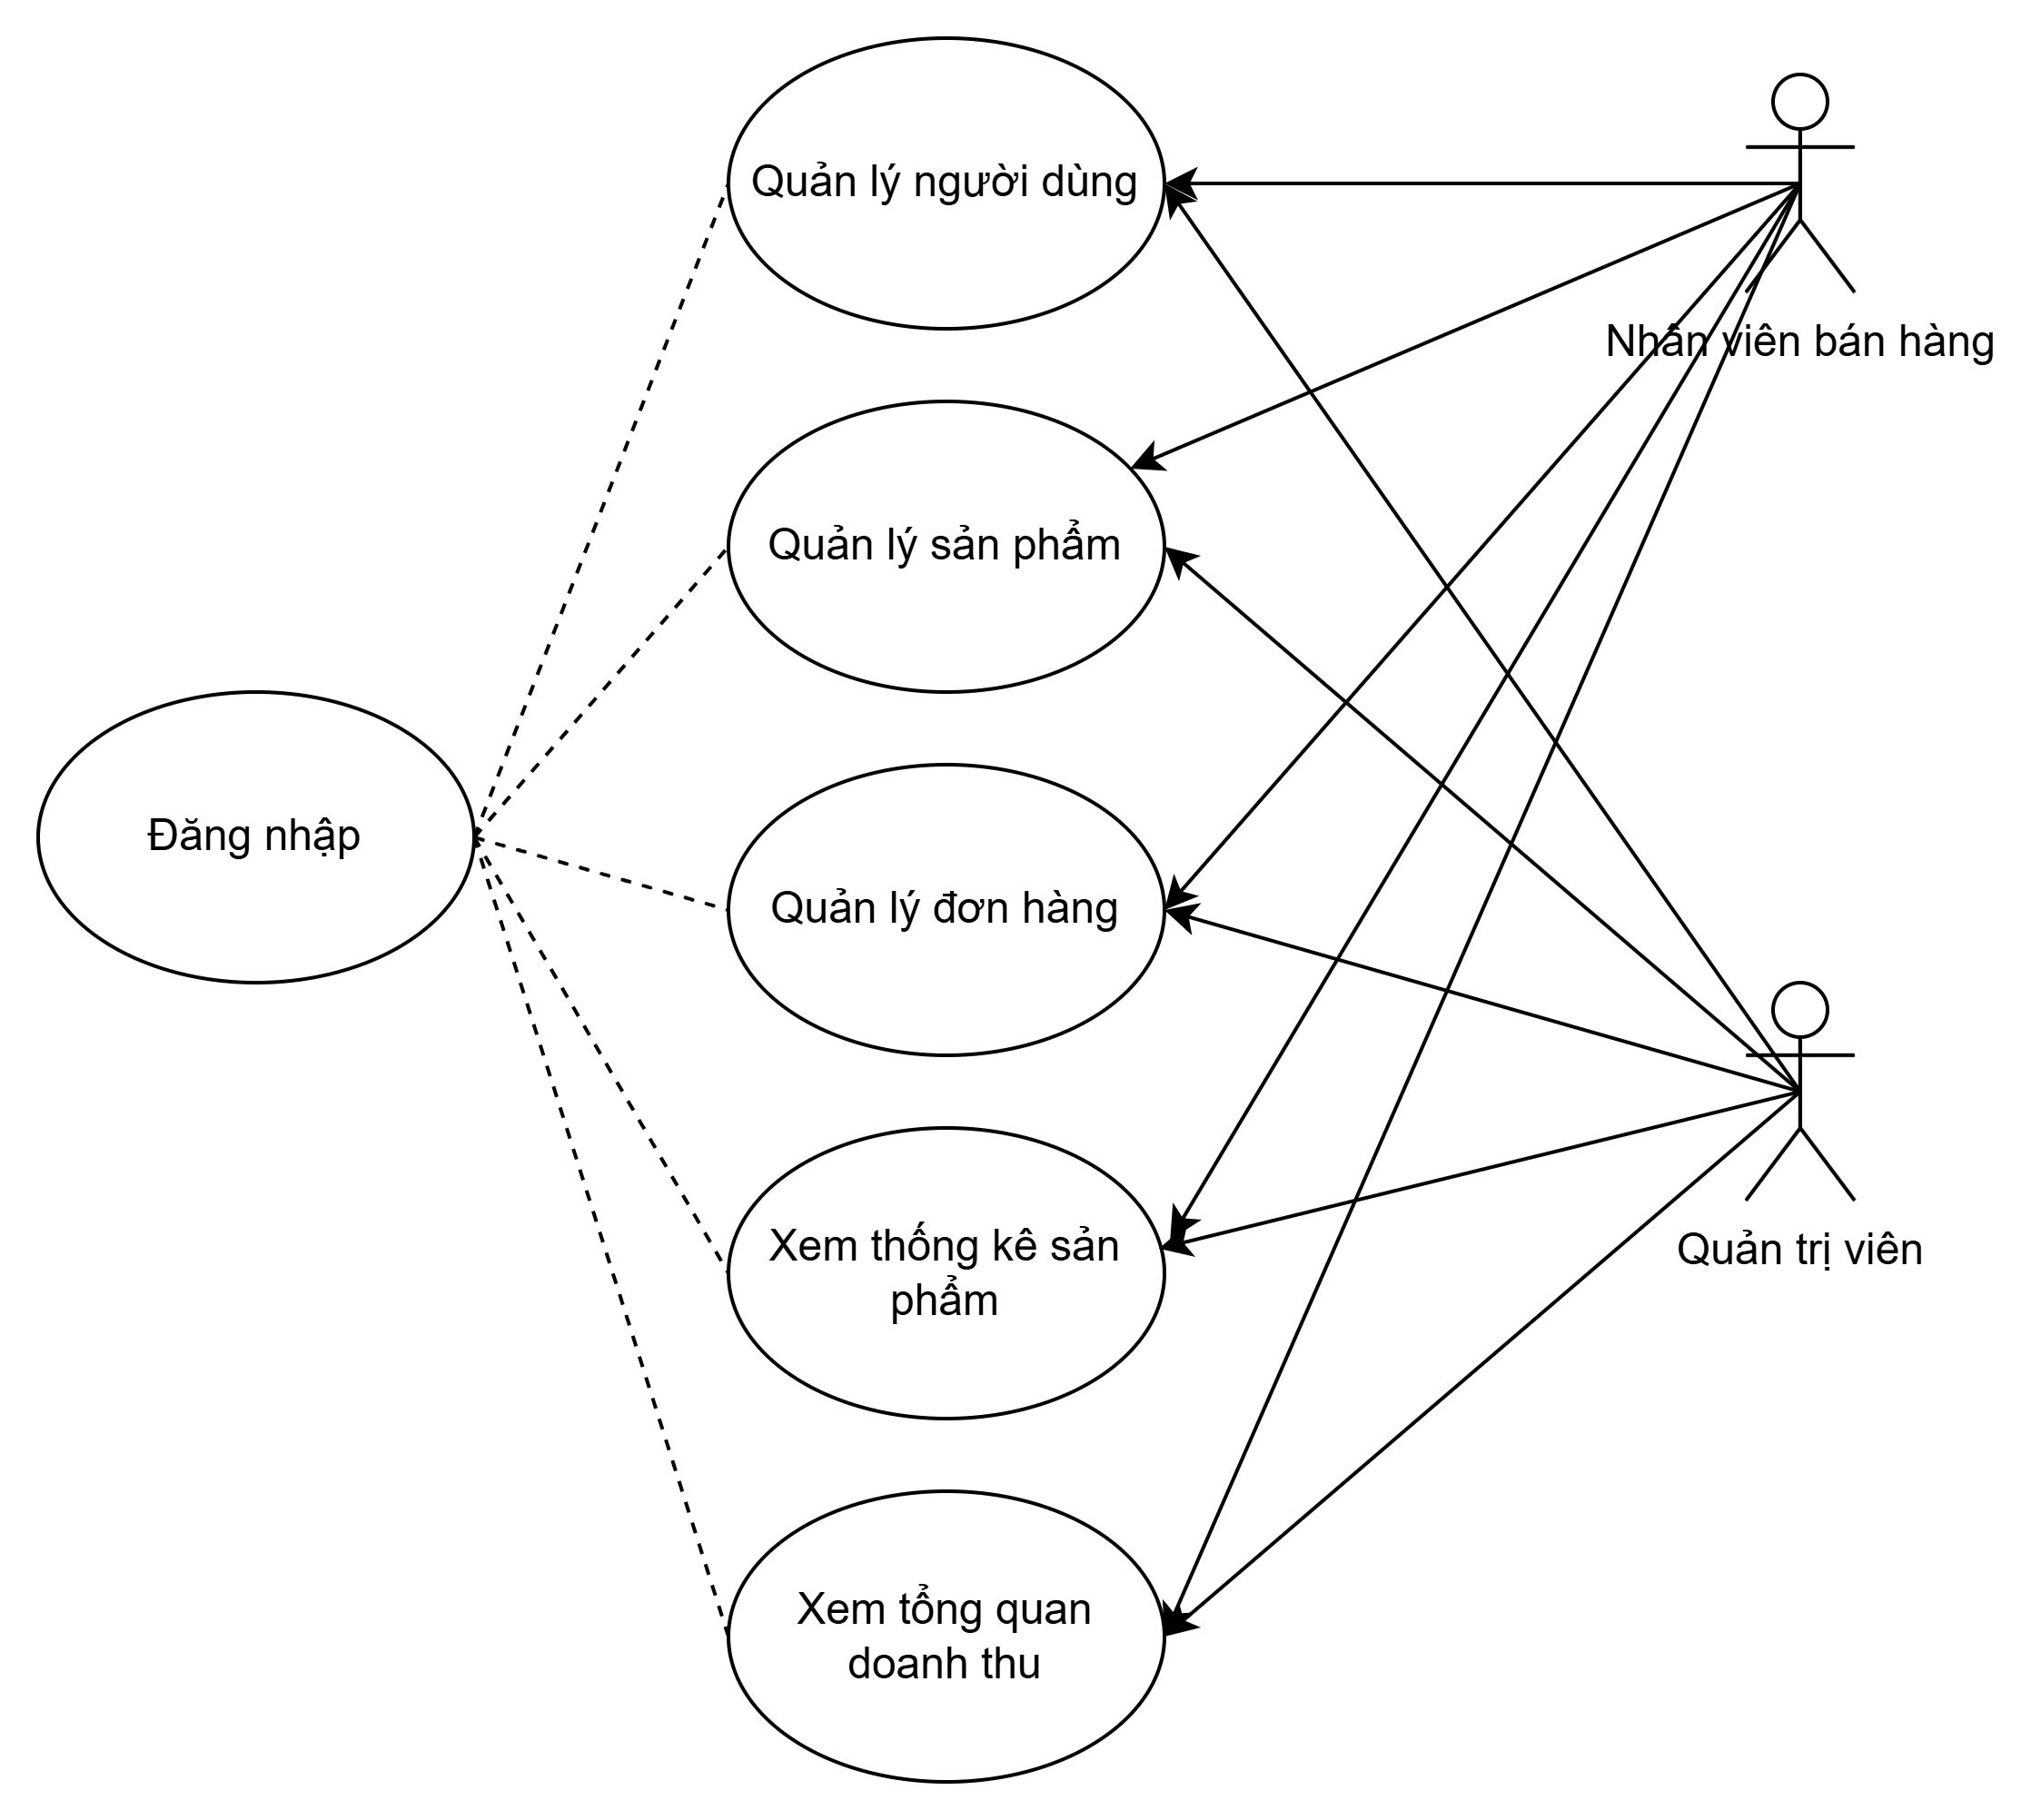 Quản lý người dùng
Nhân viên bán hàng
Quản lý sản phẩm
Đăng nhập
Quản lý đơn hàng
Xem thống kê sản
phẩm
Quản trị viên
Xem tổng quan
doanh thu